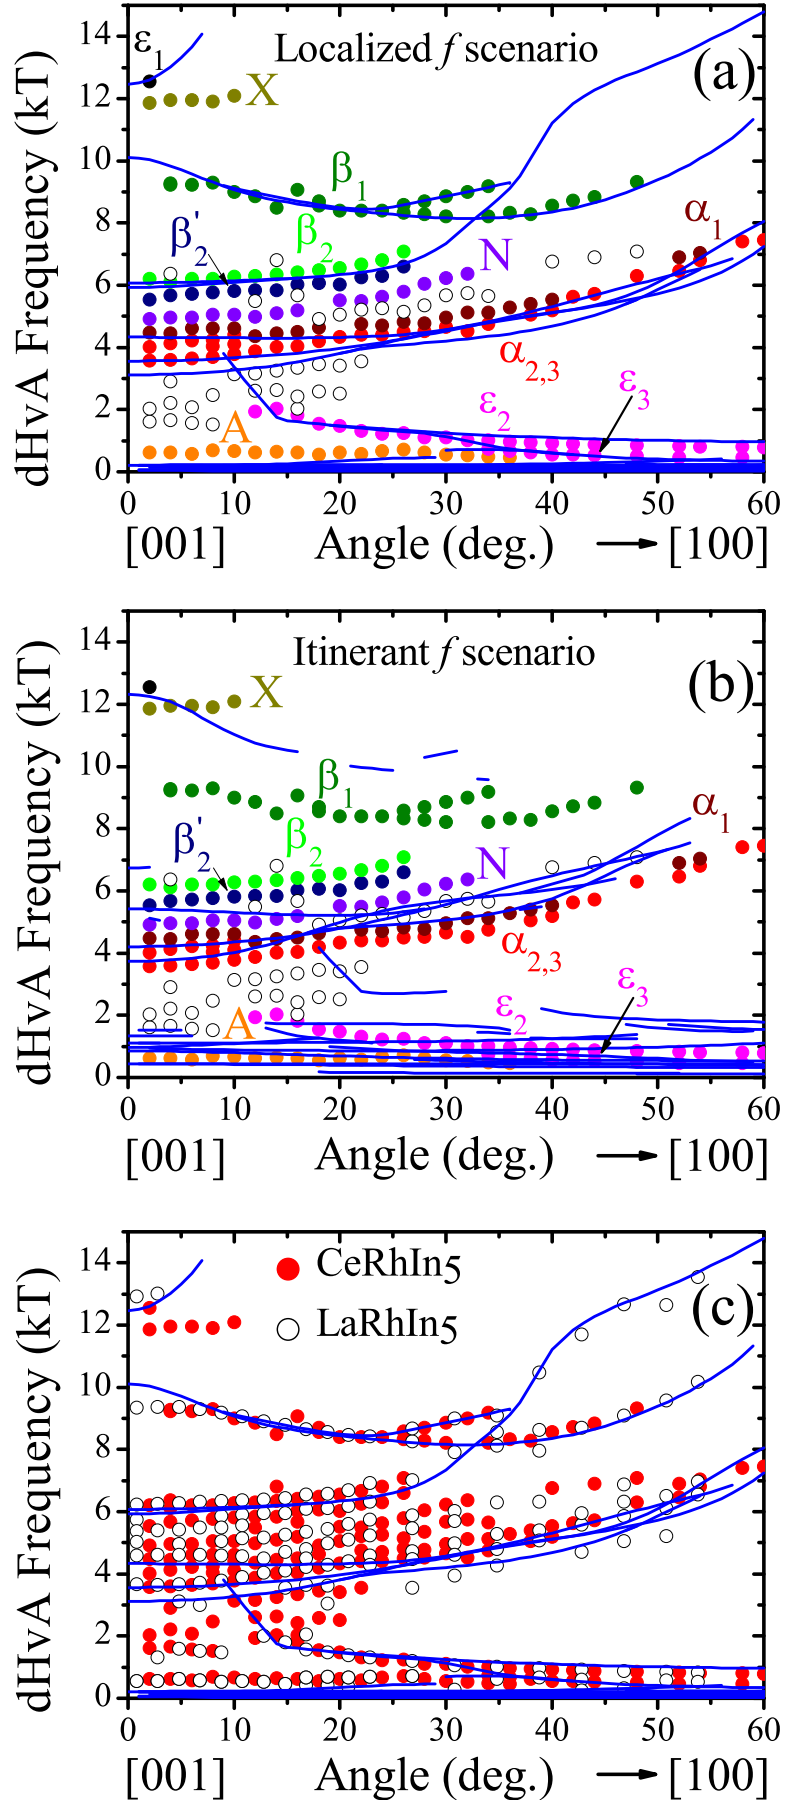 14
ε1
Localized f scenario
(a)
12
X
10
β1
8
β2'
β2
N
α1
6
4
α2,3
ε3
2
A
ε2
0
dHvA Frequency (kT)
0 10 20 30 40 50 60
[001] Angle (deg.) → [100]
14
Itinerant f scenario
(b)
12
X
10
β1
8
β2'
β2
N
α1
6
4
α2,3
ε3
2
A
ε2
0
dHvA Frequency (kT)
0 10 20 30 40 50 60
[001] Angle (deg.) → [100]
14
CeRhIn5
(c)
12
LaRhIn5
10
8
6
4
2
0
dHvA Frequency (kT)
0 10 20 30 40 50 60
[001] Angle (deg.) → [100]